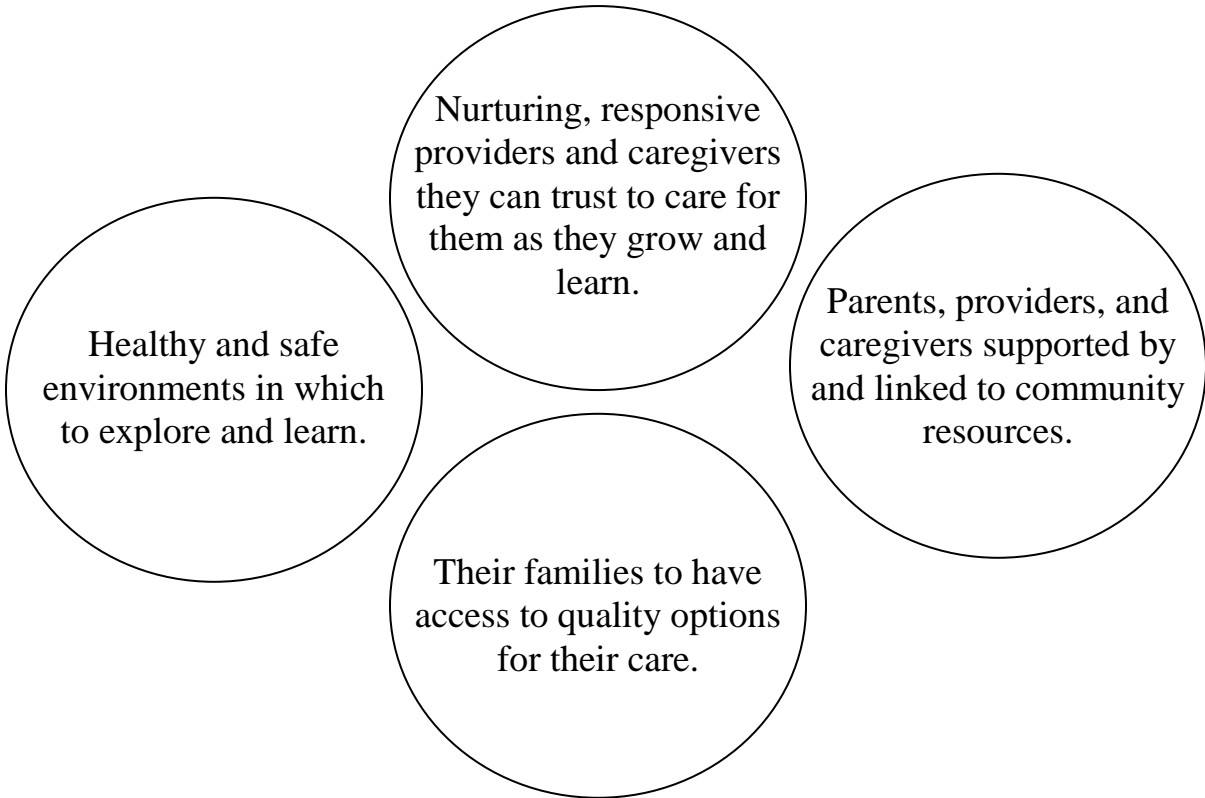 Nurturing, responsive
providers and caregivers
they can trust to care for
them as they grow and
learn.
Healthy and safe
environments in which
to explore and learn.
Parents, providers, and
caregivers supported by
and linked to community
resources.
Their families to have
access to quality options
for their care.